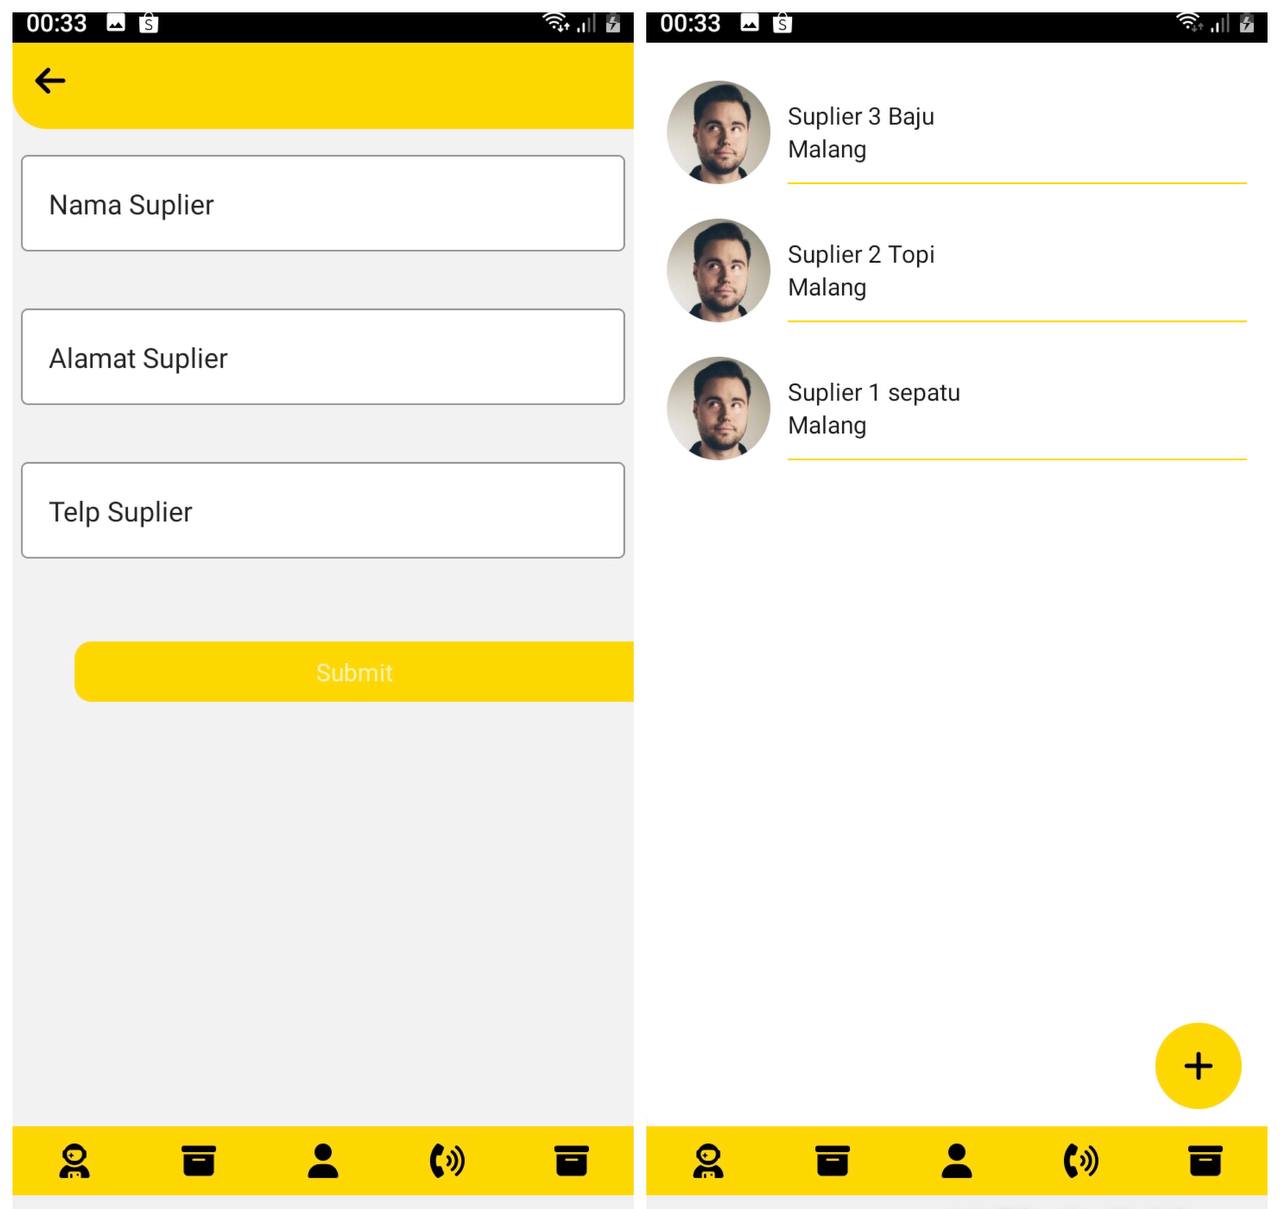 00:33
Nama Suplier
Alamat Suplier
Telp Suplier
Submit
00:33
Suplier 3 Baju
Malang
Suplier 2 Topi
Malang
Suplier 1 sepatu
Malang